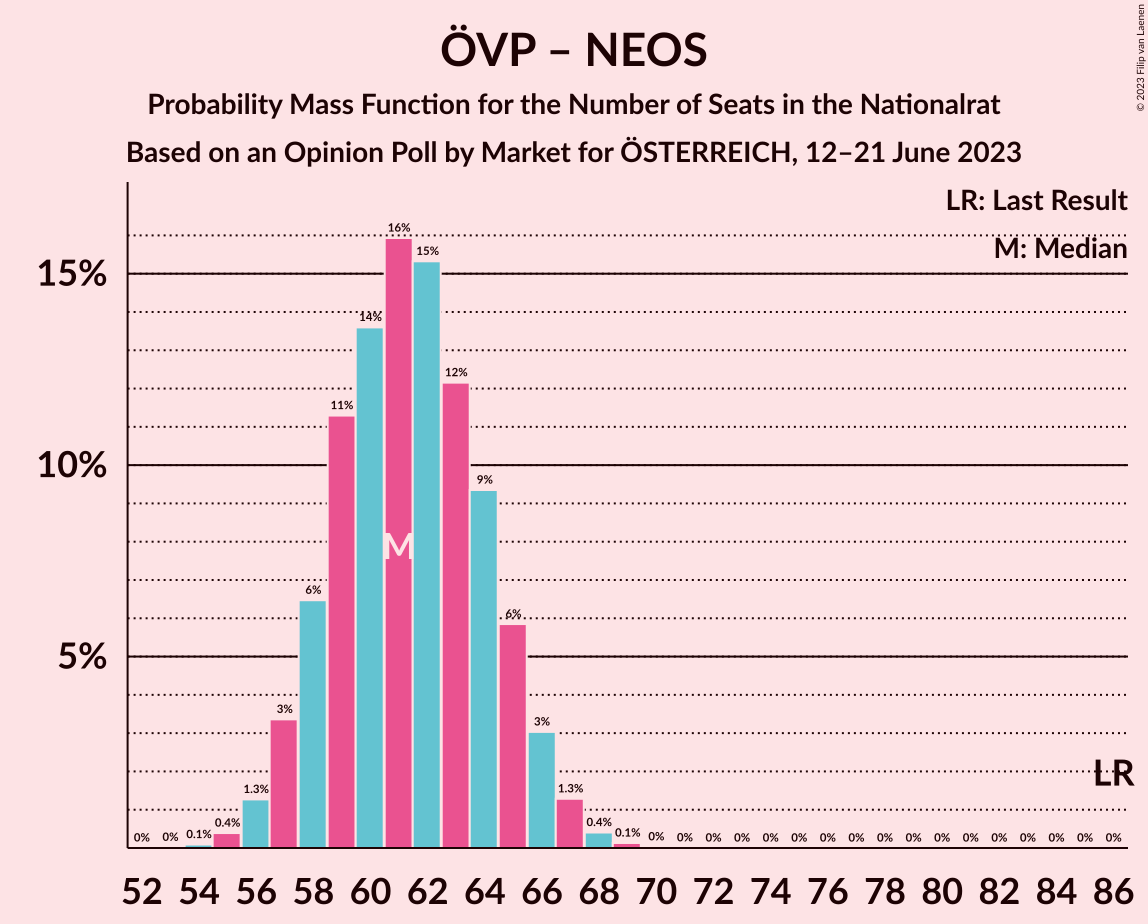 ÖVP – NEOS
Probability Mass Function for the Number of Seats in the Nationalrat
Based on an Opinion Poll by Market for ÖSTERREICH, 12–21 June 2023
© 2023 Filip van Laenen
LR: Last Result
M: Median
15%
10%
5%
0% 0% 0.1% 0.4% 1.3% 3% 6% 11% 14% 16% 15% 12% 9% 6% 3% 1.3% 0.4% 0.1% 0% 0% 0% 0% 0% 0% 0% 0% 0% 0% 0% 0% 0% 0% 0% 0% 0%
M
LR
52 54 56 58 60 62 64 66 68 70 72 74 76 78 80 82 84 86